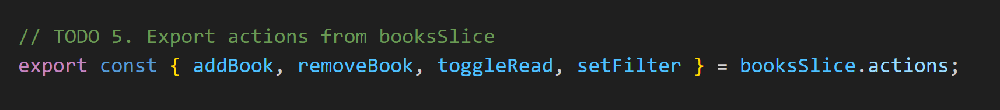 // TODO 5. Export actions from booksSlice
export const { addBook, removeBook, toggleRead, setFilter } = booksSlice.actions;